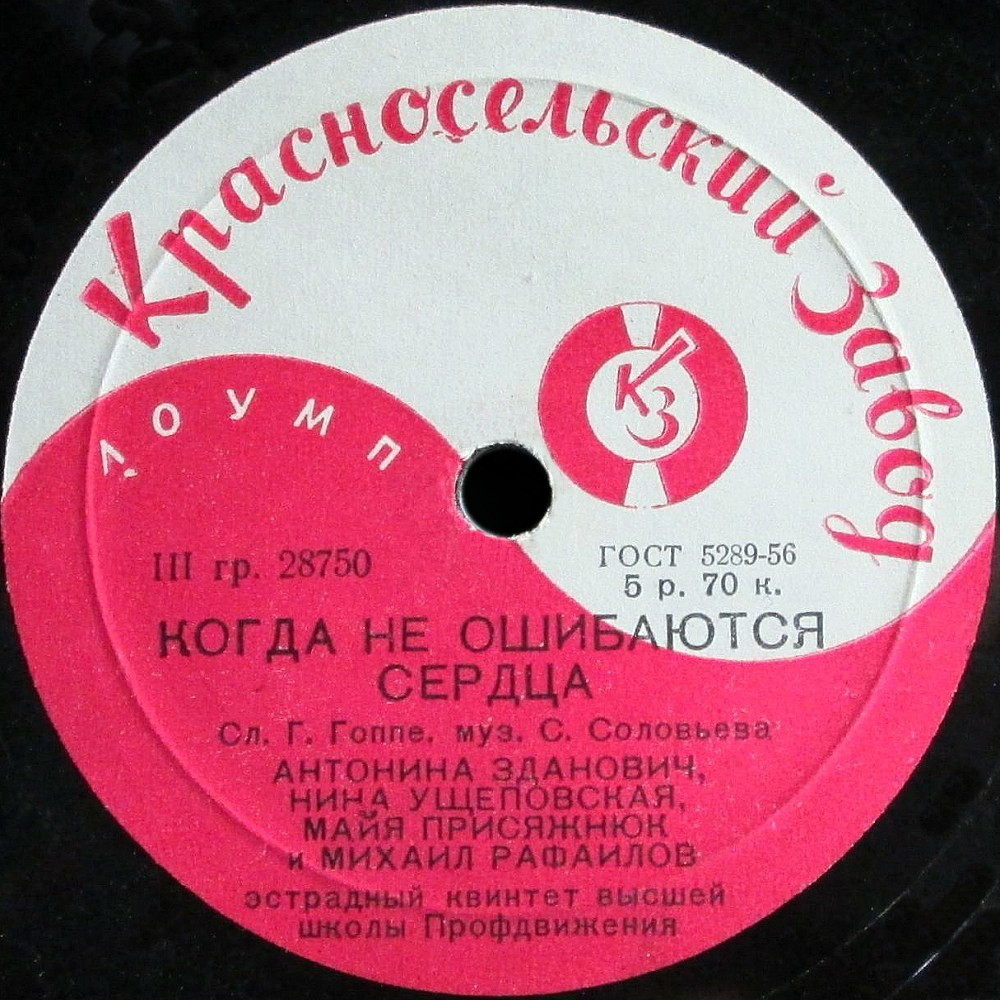 Красносельский Завод
ЛОУМП
КЗ
III гр. 28750
ГОСТ 5289-56
5 р. 70 к.
КОГДА НЕ ОШИБАЮТСЯ
СЕРДЦА
Сл. Г. Гоппе. муз. С. Соловьева
АНТОНИНА ЗДАНОВИЧ,
НИНА УЩЕПОВСКАЯ,
МАЙЯ ПРИСЯЖНЮК
и МИХАИЛ РАФАИЛОВ
эстрадный квинтет высшей
школы Профдвижения